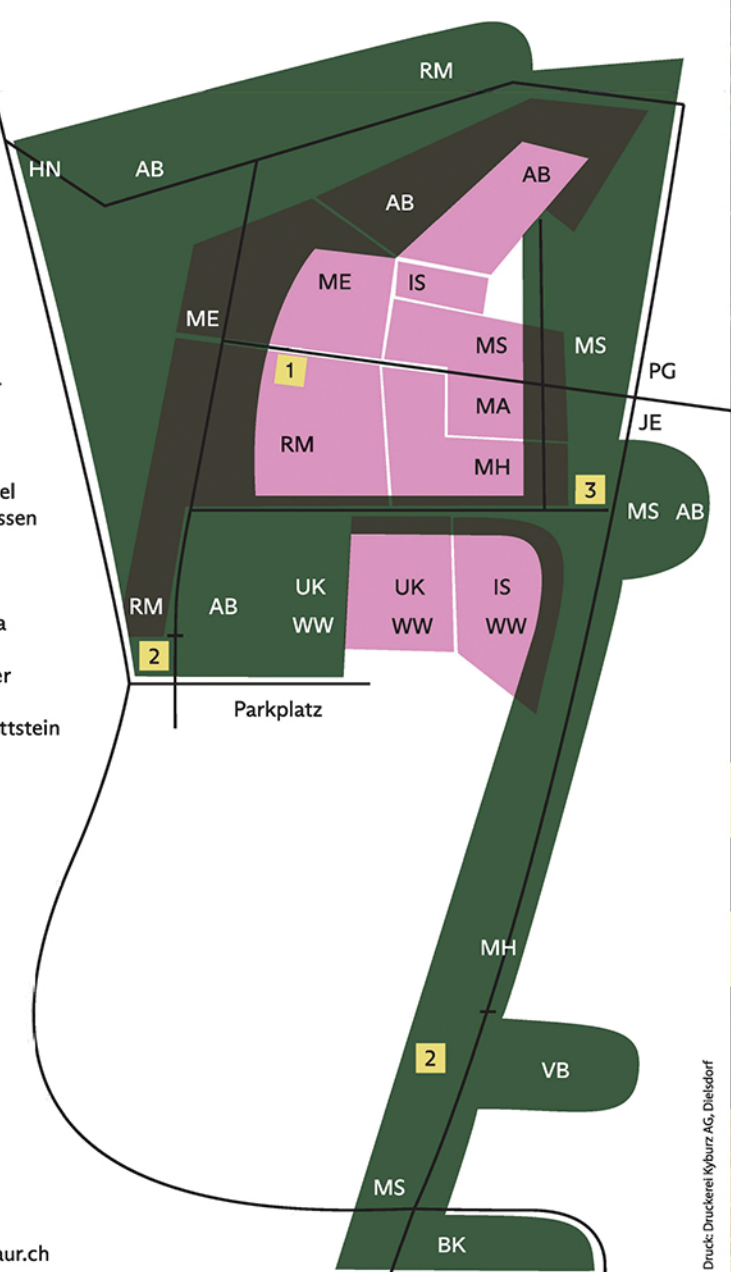 RM
HN
AB
AB
AB
ME
IS
ME
MS
MS
1
PG
MA
JE
RM
MH
3
MS
AB
UK
UK
IS
RM
AB
WW
WW
WW
2
Parkplatz
el
ssen
a
er
ttstein
MH
2
VB
MS
BK
aur.ch
Druck: Druckerei Kyburz AG, Dielsdorf